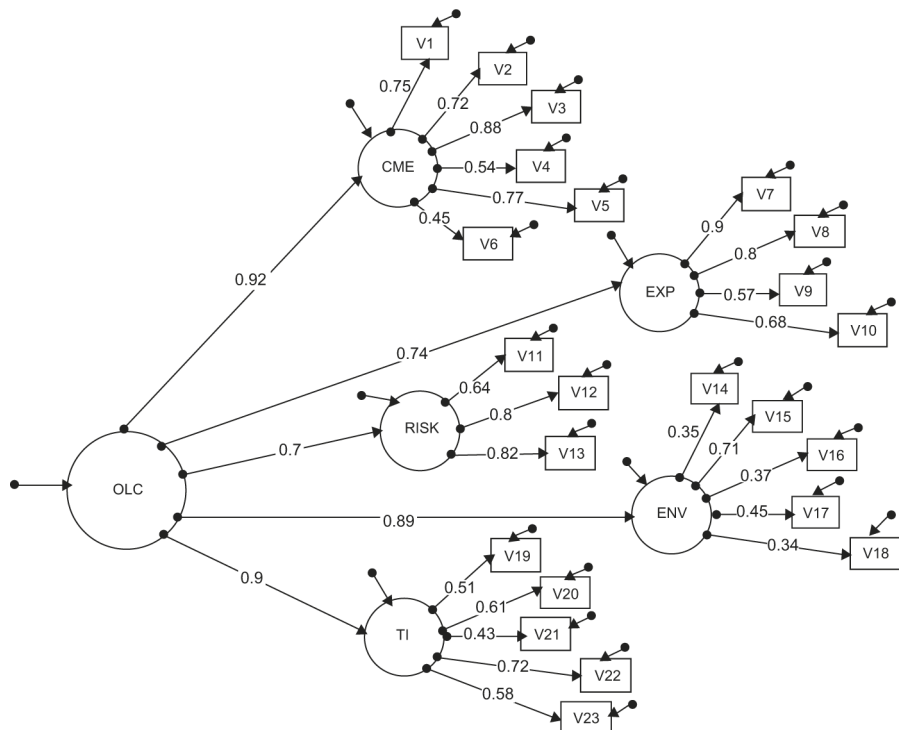 V1
0.75
V2
0.72
V3
0.88
CME
V4
0.54
V5
0.77
V6
0.45
0.92
V7
0.9
V8
0.8
EXP
V9
0.57
V10
0.68
0.74
V11
0.64
V12
0.8
RISK
V13
0.82
0.7
V14
0.35
V15
0.71
V16
0.37
ENV
V17
0.45
V18
0.34
OLC
0.89
V19
0.51
V20
0.61
TI
V21
0.43
V22
0.72
V23
0.58
0.9